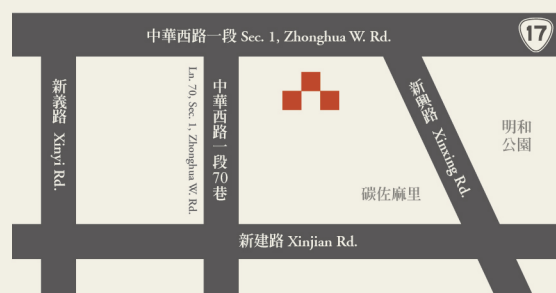 中華西路一段 Sec. 1, Zhonghua W. Rd.
17
新義路 Xinyi Rd.
Ln. 70, Sec. 1, Zhonghua W. Rd.
中華西路一段70巷
新興路 Xinxing Rd.
明和
公園
碳佐麻里
新建路 Xinjian Rd.